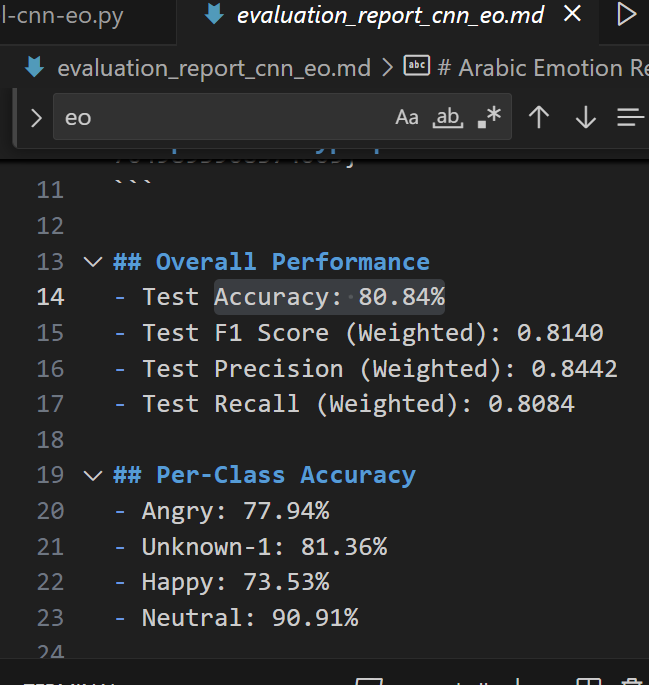 l-cnn-eo.py
evaluation_report_cnn_eo.md
evaluation_report_cnn_eo.md > abc # Arabic Emotion Re
eo Aa ab .*
11 ```
12
13 ## Overall Performance
14 - Test Accuracy: 80.84%
15 - Test F1 Score (Weighted): 0.8140
16 - Test Precision (Weighted): 0.8442
17 - Test Recall (Weighted): 0.8084
18
19 ## Per-Class Accuracy
20 - Angry: 77.94%
21 - Unknown-1: 81.36%
22 - Happy: 73.53%
23 - Neutral: 90.91%
24